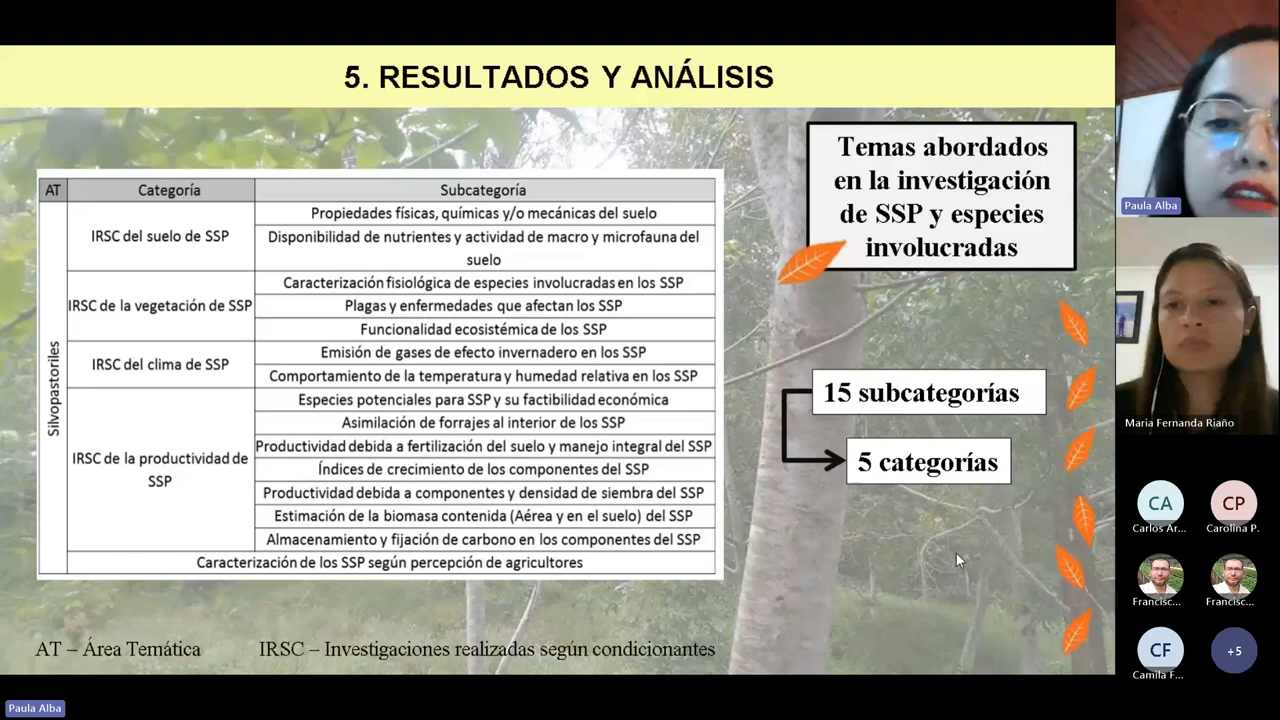 5. RESULTADOS Y ANÁLISIS
AT
Categoría
Subcategoría
Silvopastoriles
IRSC del suelo de SSP
Propiedades físicas, químicas y/o mecánicas del suelo
Disponibilidad de nutrientes y actividad de macro y microfauna del
suelo
IRSC de la vegetación de SSP
Caracterización fisiológica de especies involucradas en los SSP
Plagas y enfermedades que afectan los SSP
Funcionalidad ecosistémica de los SSP
IRSC del clima de SSP
Emisión de gases de efecto invernadero en los SSP
Comportamiento de la temperatura y humedad relativa en los SSP
IRSC de la productividad de
SSP
Especies potenciales para SSP y su factibilidad económica
Asimilación de forrajes al interior de los SSP
Productividad debida a fertilización del suelo y manejo integral del SSP
Índices de crecimiento de los componentes del SSP
Productividad debida a componentes y densidad de siembra del SSP
Estimación de la biomasa contenida (Aérea y en el suelo) del SSP
Almacenamiento y fijación de carbono en los componentes del SSP
Caracterización de los SSP según percepción de agricultores
AT – Área Temática
IRSC – Investigaciones realizadas según condicionantes
Temas abordados
en la investigación
de SSP y especies
involucradas
15 subcategorías
5 categorías
Paula Alba
Maria Fernanda Riaño
CA
Carlos Ar...
CP
Carolina P.
Francisc...
Francisc...
CF
Camila F...
+5
Paula Alba